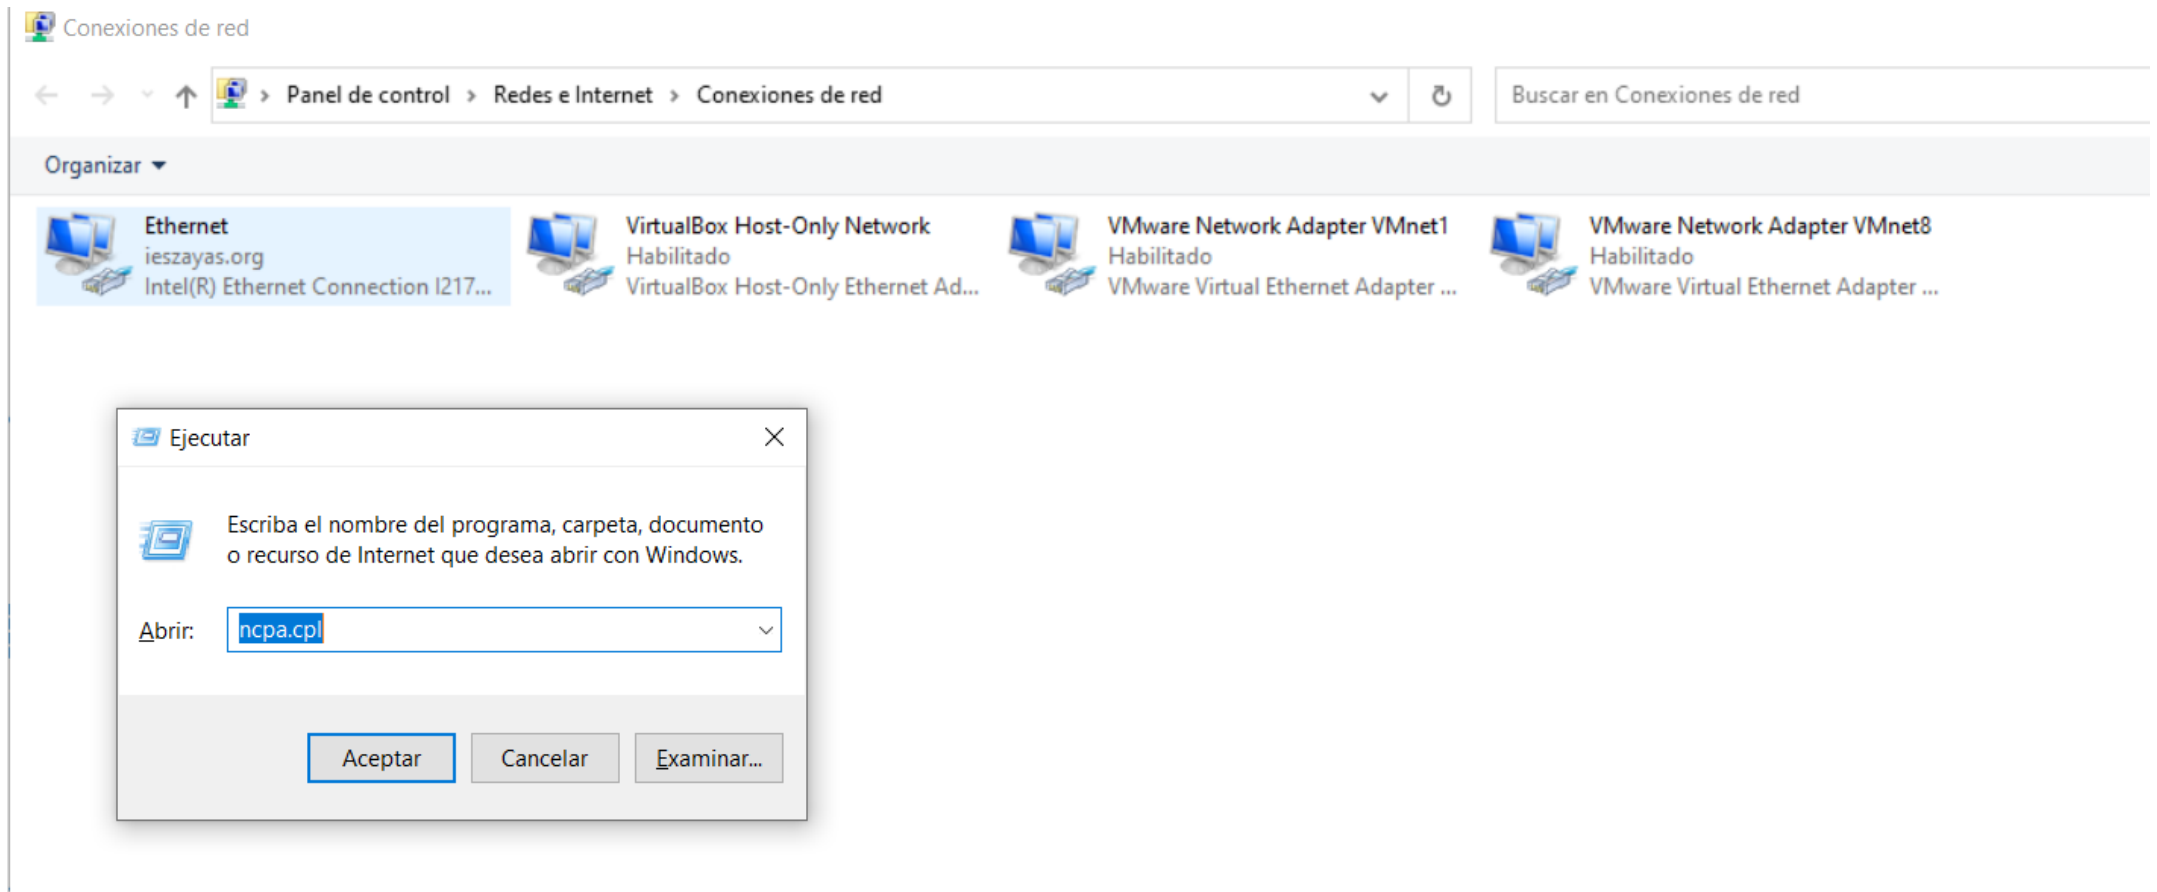 Conexiones de red
Panel de control > Redes e Internet > Conexiones de red
Buscar en Conexiones de red
Organizar
Ethernet
ieszayas.org
Intel(R) Ethernet Connection I217...
VirtualBox Host-Only Network
Habilitado
VirtualBox Host-Only Ethernet Ad...
VMware Network Adapter VMnet1
Habilitado
VMware Virtual Ethernet Adapter ...
VMware Network Adapter VMnet8
Habilitado
VMware Virtual Ethernet Adapter ...
Ejecutar
Escriba el nombre del programa, carpeta, documento
o recurso de Internet que desea abrir con Windows.
Abrir: ncpa.cpl
Aceptar Cancelar Examinar...